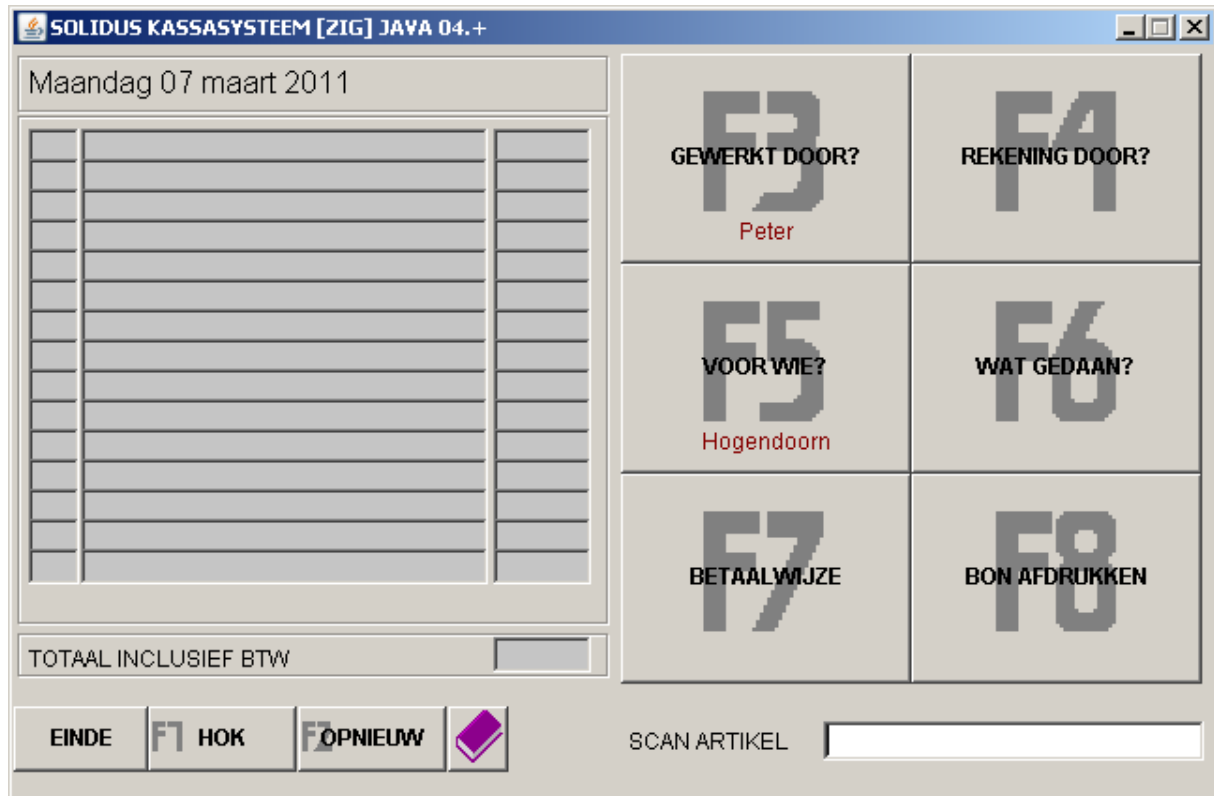 SOLIDUS KASSASYSTEEM [ZIG] JAVA 04.+
Maandag 07 maart 2011
TOTAAL INCLUSIEF BTW
F3
GEWERKT DOOR?
Peter
F4
REKENING DOOR?
F5
VOOR WIE?
Hogendoorn
F6
WAT GEDAAN?
F7
BETAALWIJZE
F8
BON AFDRUKKEN
EINDE
F1 HOK
F2 OPNIEUW
SCAN ARTIKEL